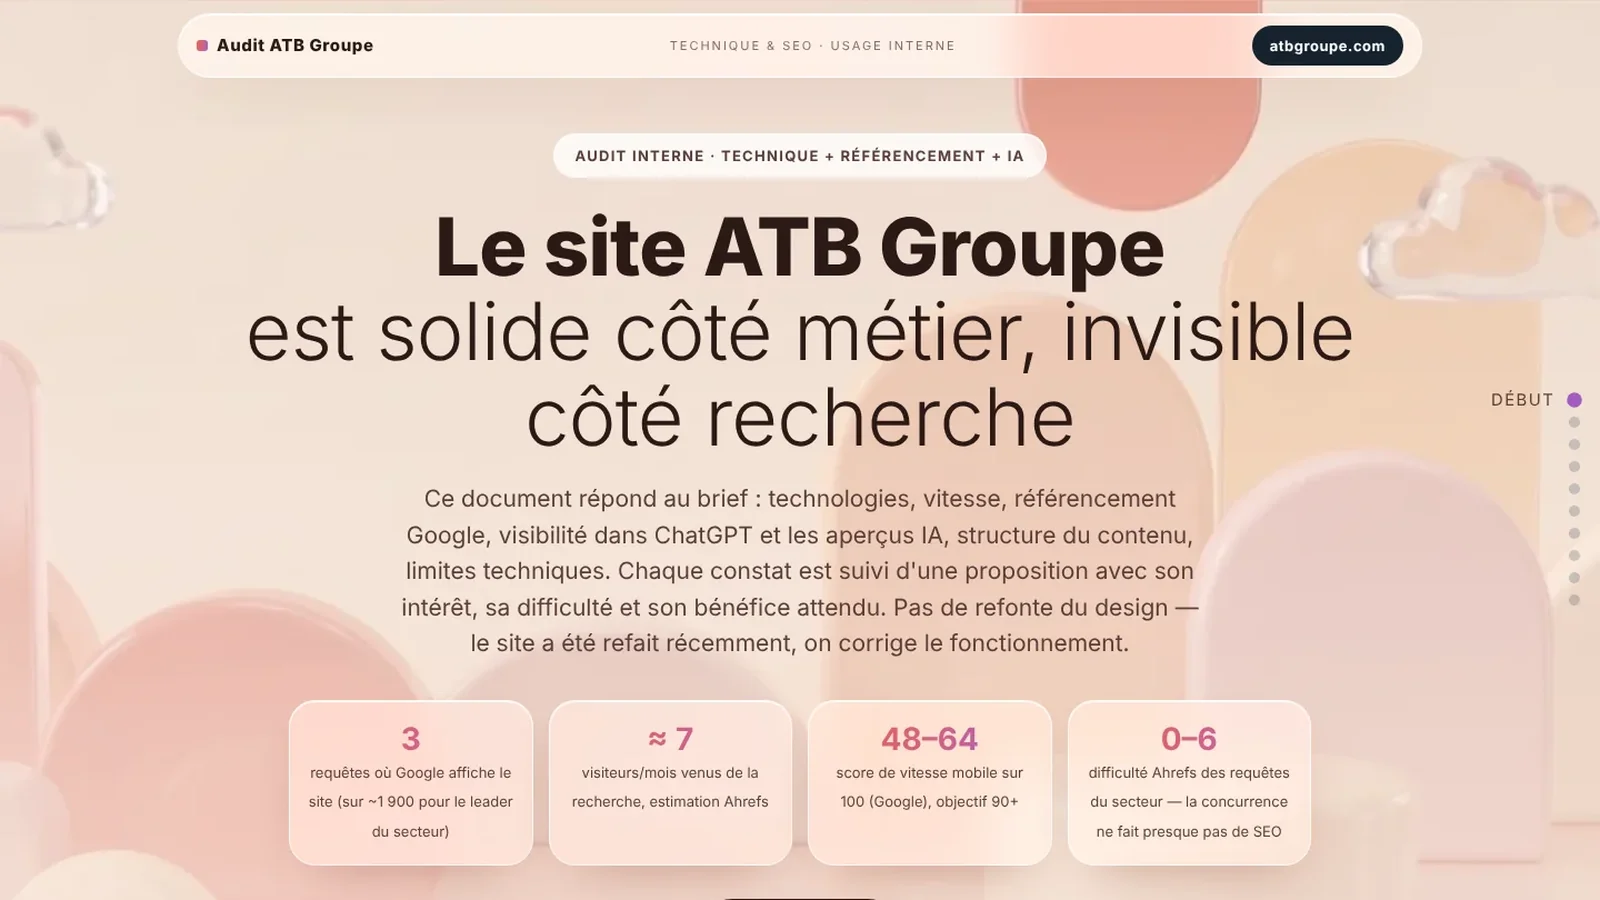 Audit ATB Groupe
TECHNIQUE & SEO · USAGE INTERNE
atbgroupe.com
AUDIT INTERNE · TECHNIQUE + RÉFÉRENCEMENT + IA
Le site ATB Groupe
est solide côté métier, invisible
côté recherche
DÉBUT
Ce document répond au brief : technologies, vitesse, référencement
Google, visibilité dans ChatGPT et les aperçus IA, structure du contenu,
limites techniques. Chaque constat est suivi d'une proposition avec son
intérêt, sa difficulté et son bénéfice attendu. Pas de refonte du design —
le site a été refait récemment, on corrige le fonctionnement.
3
requêtes où Google affiche le
site (sur ~1 900 pour le leader
du secteur)
≈ 7
visiteurs/mois venus de la
recherche, estimation Ahrefs
48–64
score de vitesse mobile sur
100 (Google), objectif 90+
0–6
difficulté Ahrefs des requêtes
du secteur — la concurrence
ne fait presque pas de SEO